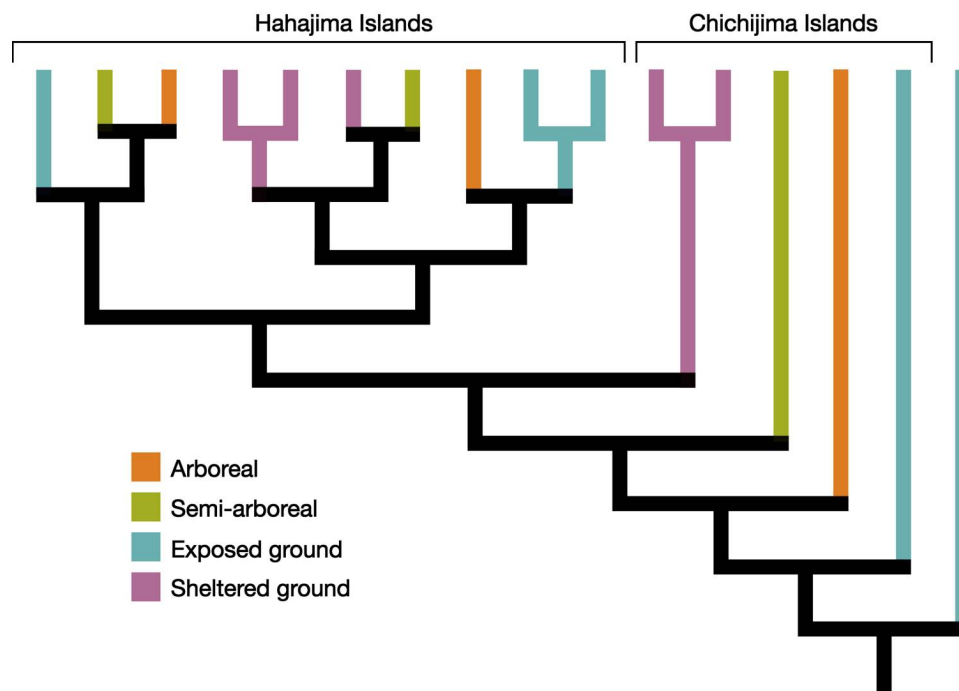 Hahajima Islands
Chichijima Islands
Arboreal
Semi-arboreal
Exposed ground
Sheltered ground